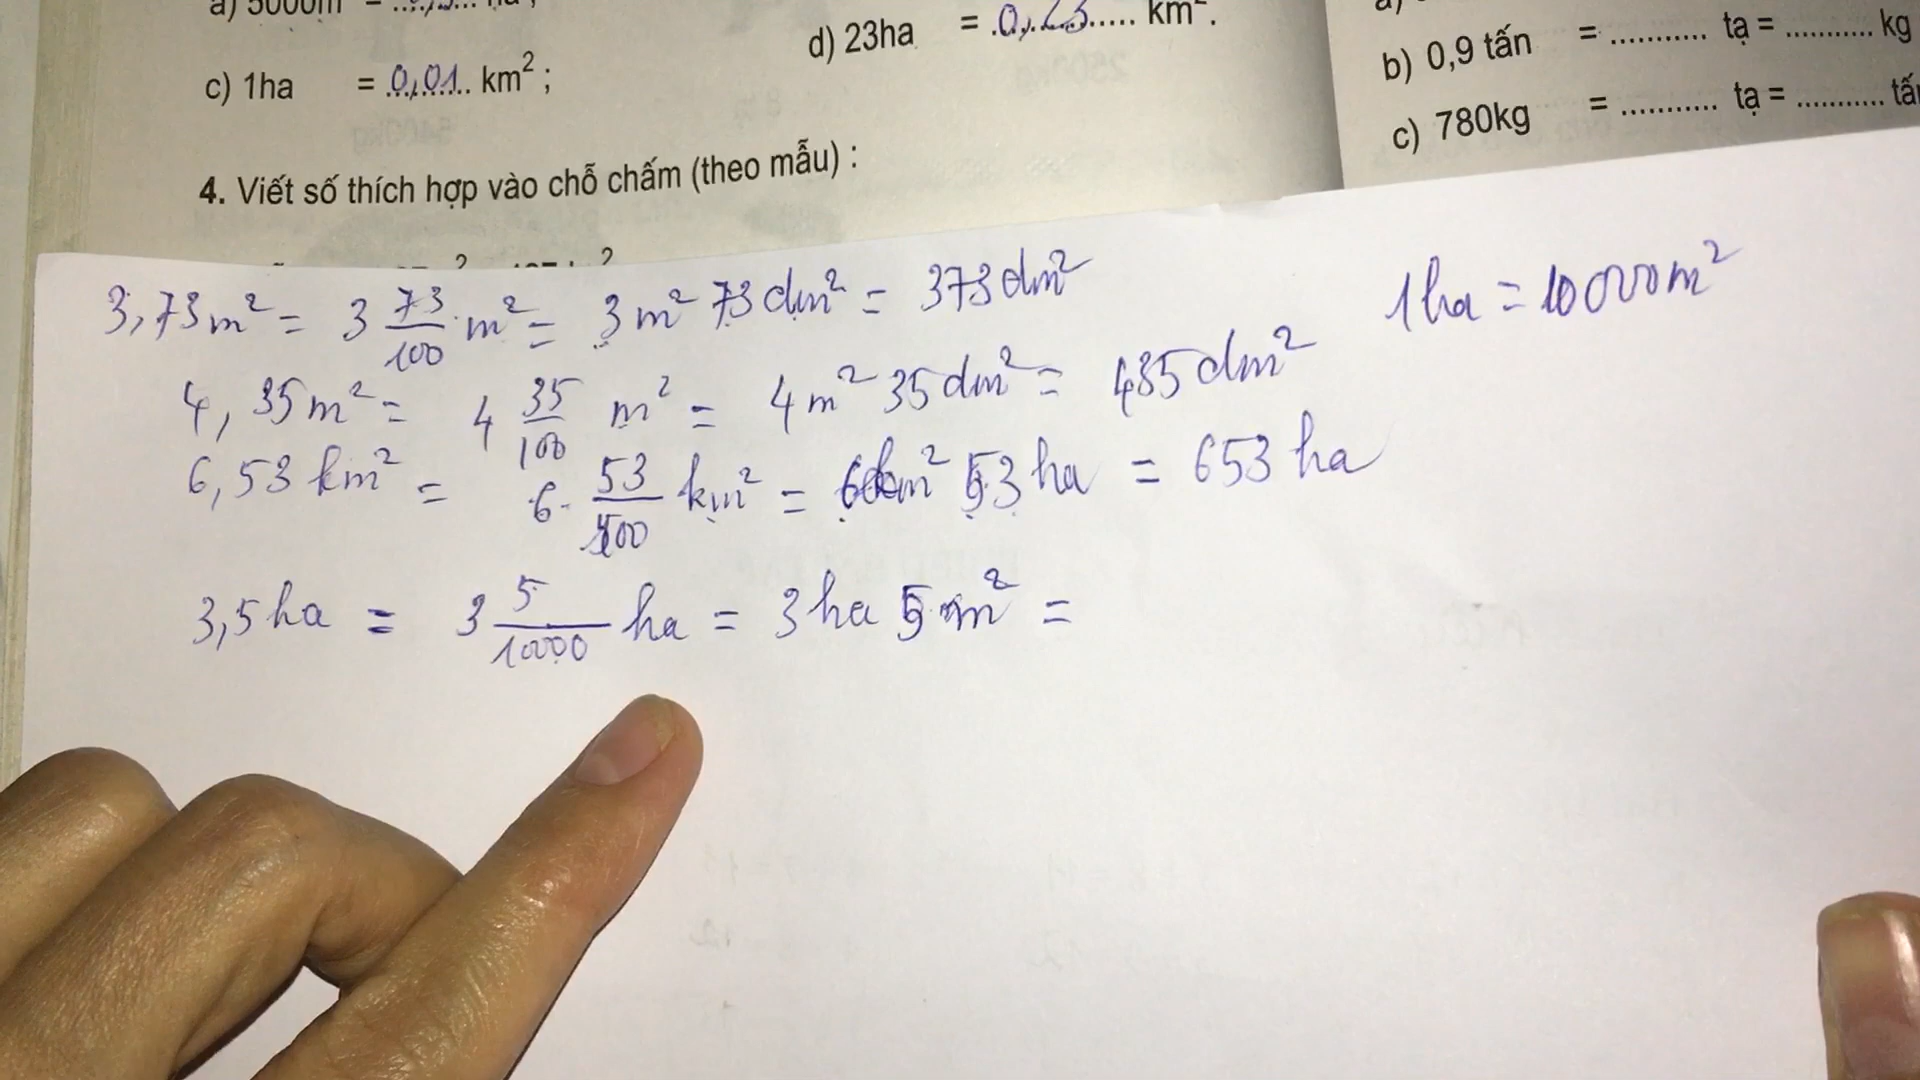 c) 1ha = 0,01 km² ;
d) 23ha = 0,23 km² .
4. Viết số thích hợp vào chỗ chấm (theo mẫu) :
b) 0,9 tấn = ........... tạ = ........... kg
c) 780kg = ........... tạ = ........... tấ
3,73m² = 3 73/100 m² = 3m² 73dm² = 373dm²
1ha = 10000m²
4,35m² = 4 35/100 m² = 4m² 35dm² = 435dm²
6,53km² = 6 53/100 km² = 6km² 53ha = 653ha
3,5ha = 3 5/10000 ha = 3ha 5m² =